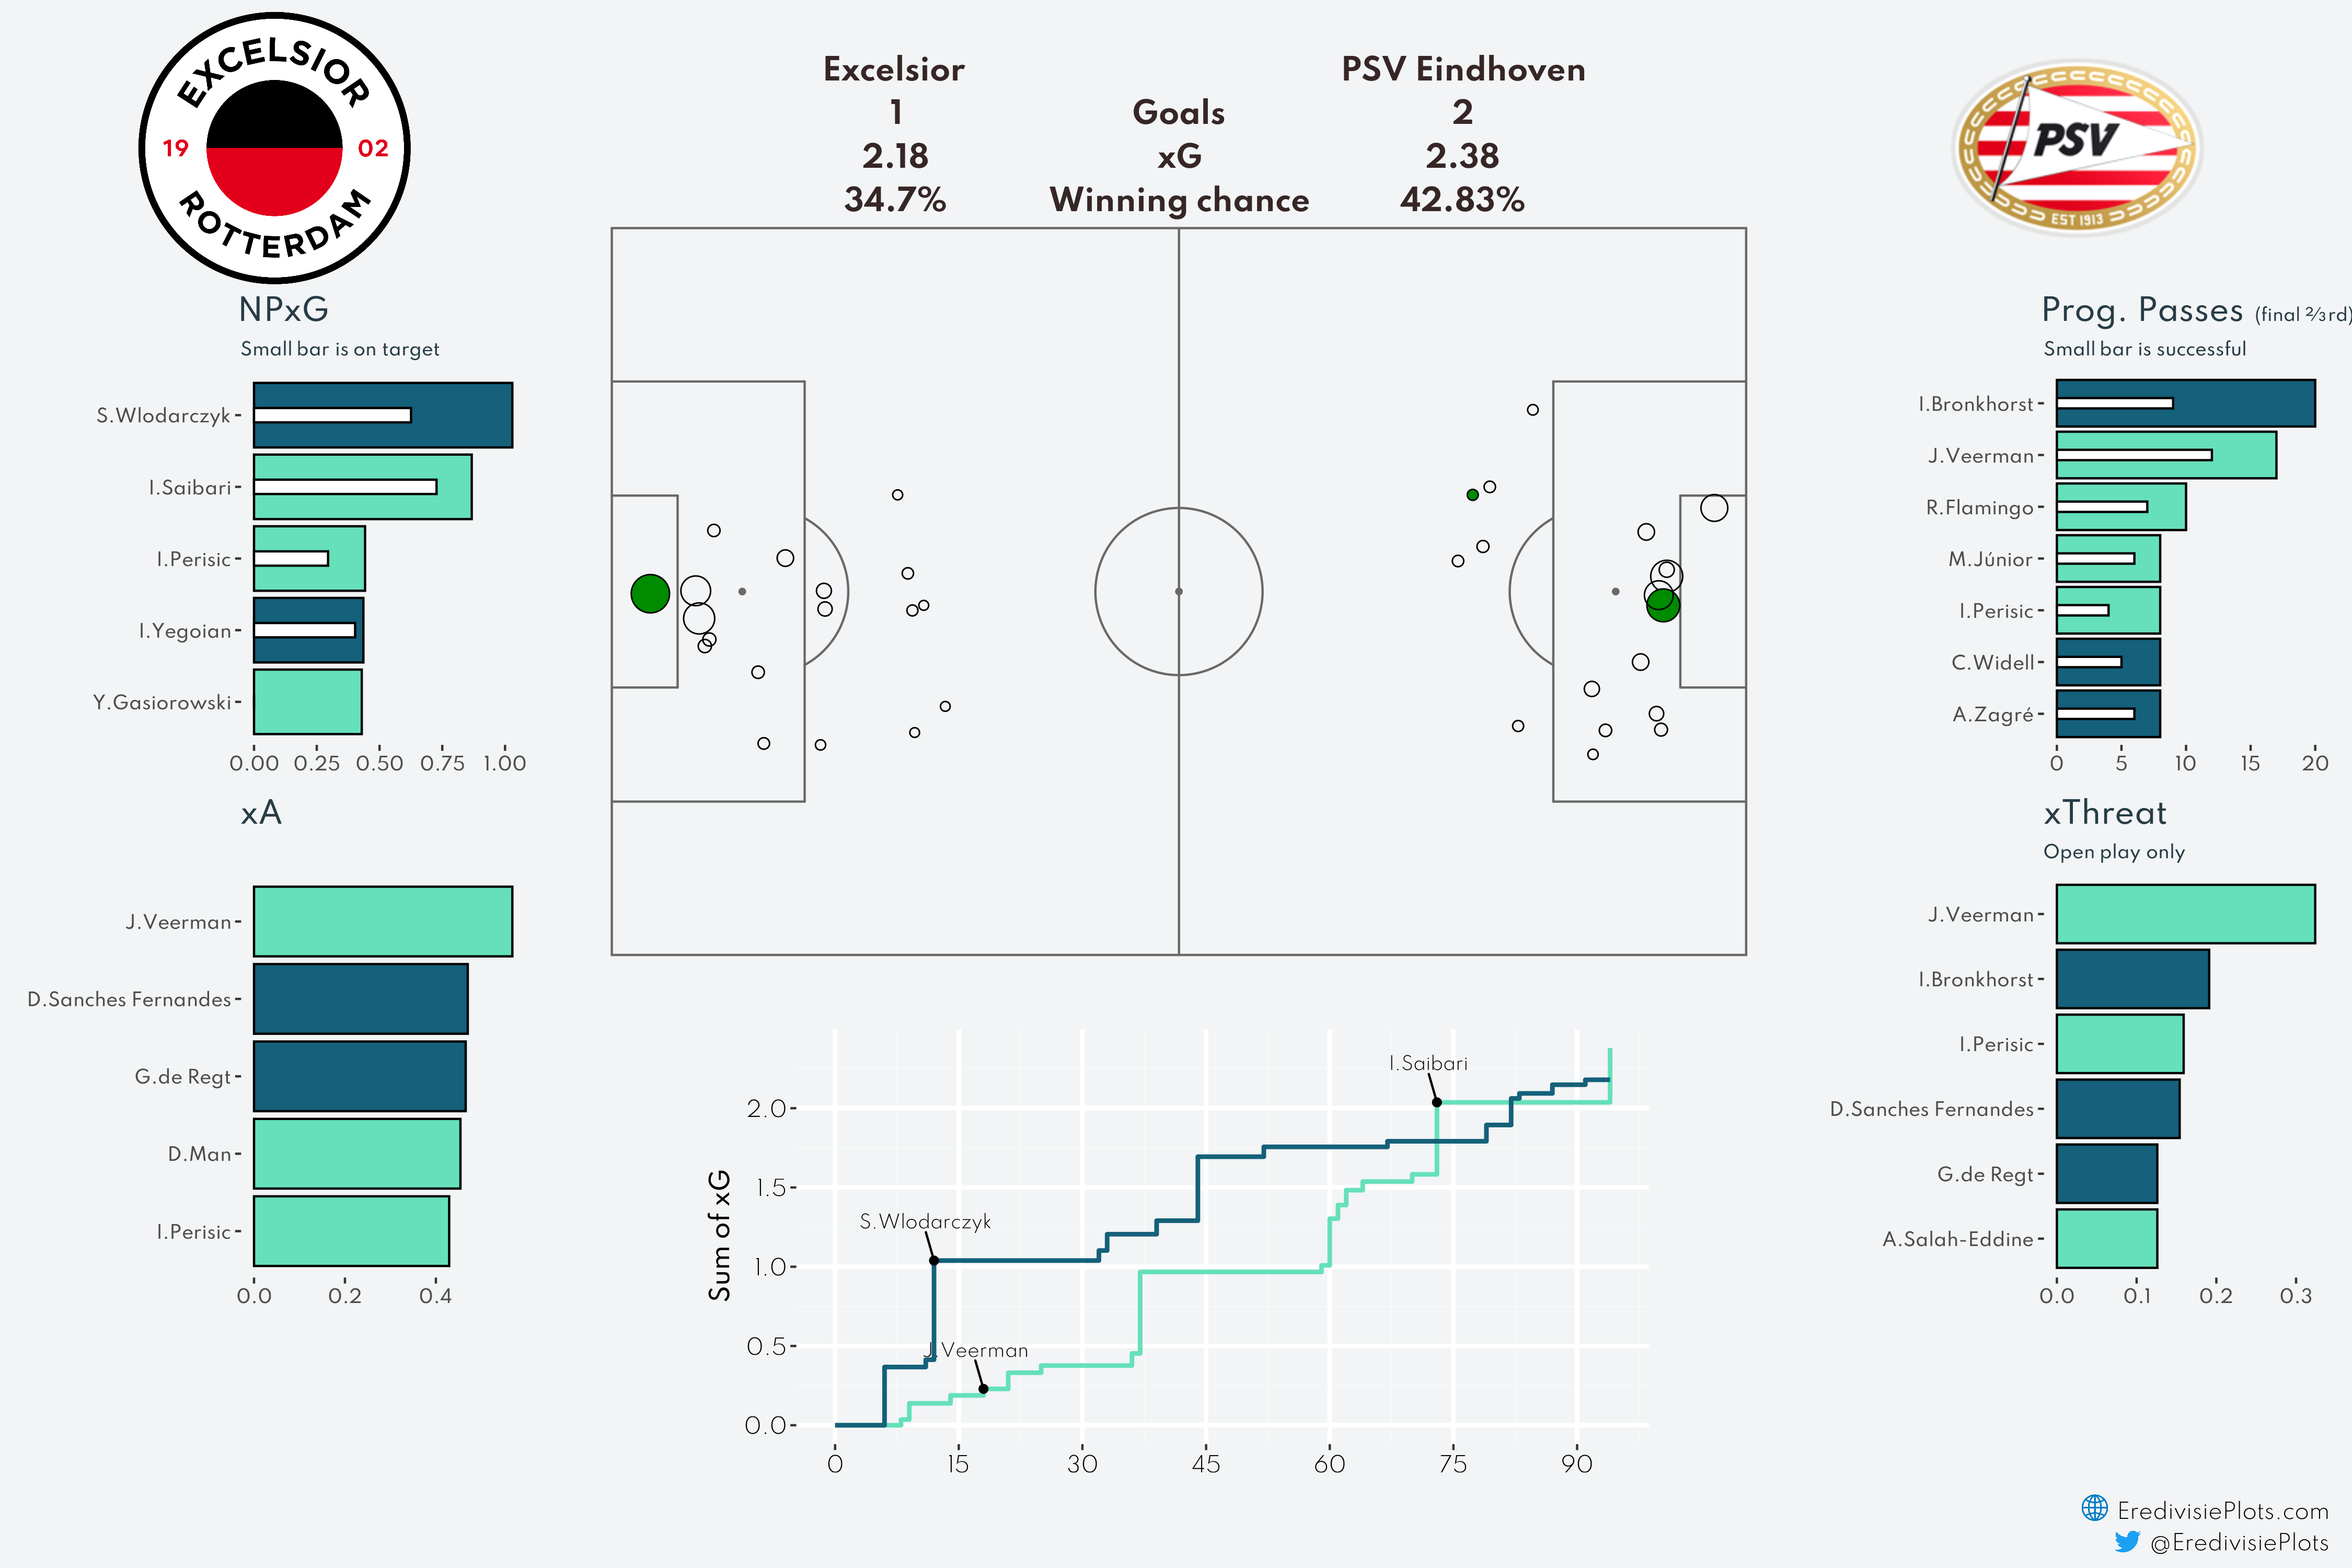 EXCELSIOR
19 02
ROTTERDAM
Excelsior PSV Eindhoven
1 Goals 2
2.18 xG 2.38
34.7% Winning chance 42.83%
PSV
EST 1913
NPxG
Small bar is on target
S.Wlodarczyk
I.Saibari
I.Perisic
I.Yegoian
Y.Gasiorowski
0.00 0.25 0.50 0.75 1.00
xA
J.Veerman
D.Sanches Fernandes
G.de Regt
D.Man
I.Perisic
0.0 0.2 0.4
Prog. Passes (final ⅔rd)
Small bar is successful
I.Bronkhorst
J.Veerman
R.Flamingo
M.Júnior
I.Perisic
C.Widell
A.Zagré
0 5 10 15 20
xThreat
Open play only
J.Veerman
I.Bronkhorst
I.Perisic
D.Sanches Fernandes
G.de Regt
A.Salah-Eddine
0.0 0.1 0.2 0.3
Sum of xG
2.0
1.5
1.0
0.5
0.0
I.Saibari
S.Wlodarczyk
J.Veerman
0 15 30 45 60 75 90
EredivisiePlots.com
@EredivisiePlots